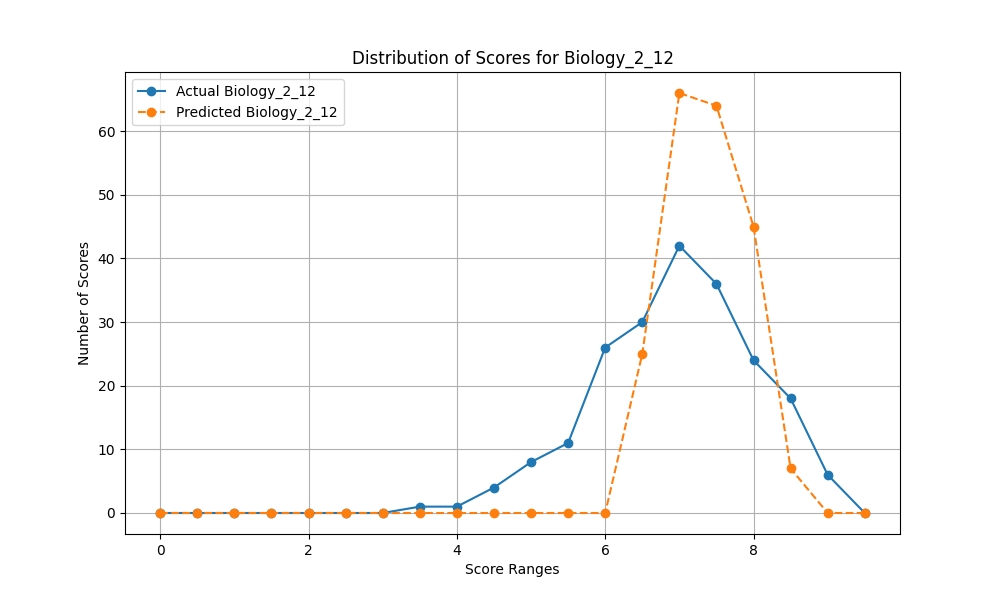 Distribution of Scores for Biology_2_12
Actual Biology_2_12
Predicted Biology_2_12
Number of Scores
60
50
40
30
20
10
0
0 2 4 6 8
Score Ranges